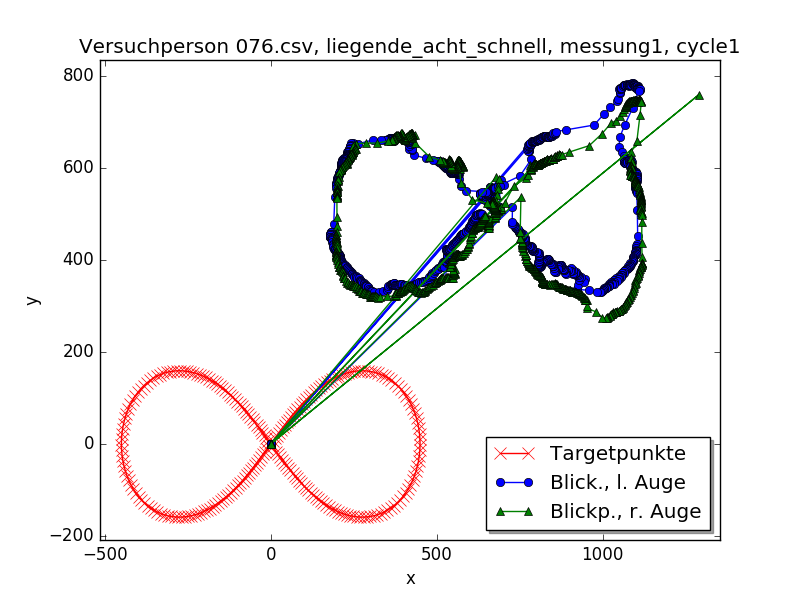 Versuchperson 076.csv, liegende_acht_schnell, messung1, cycle1
800
600
400
200
0
−200
−500
0
500
1000
y
x
Targetpunkte
Blick., l. Auge
Blickp., r. Auge